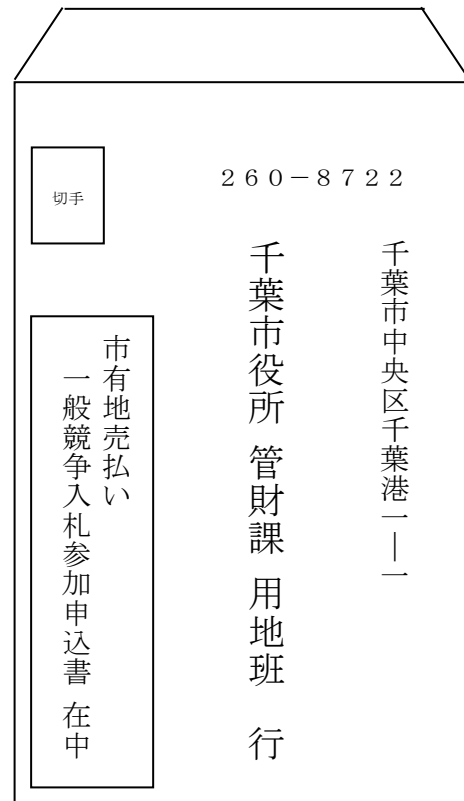 ２６０－８７２２
千葉市中央区千葉港一―一
千葉市役所 管財課 用地班 行
切手
市有地売払い
一般競争入札参加申込書 在中